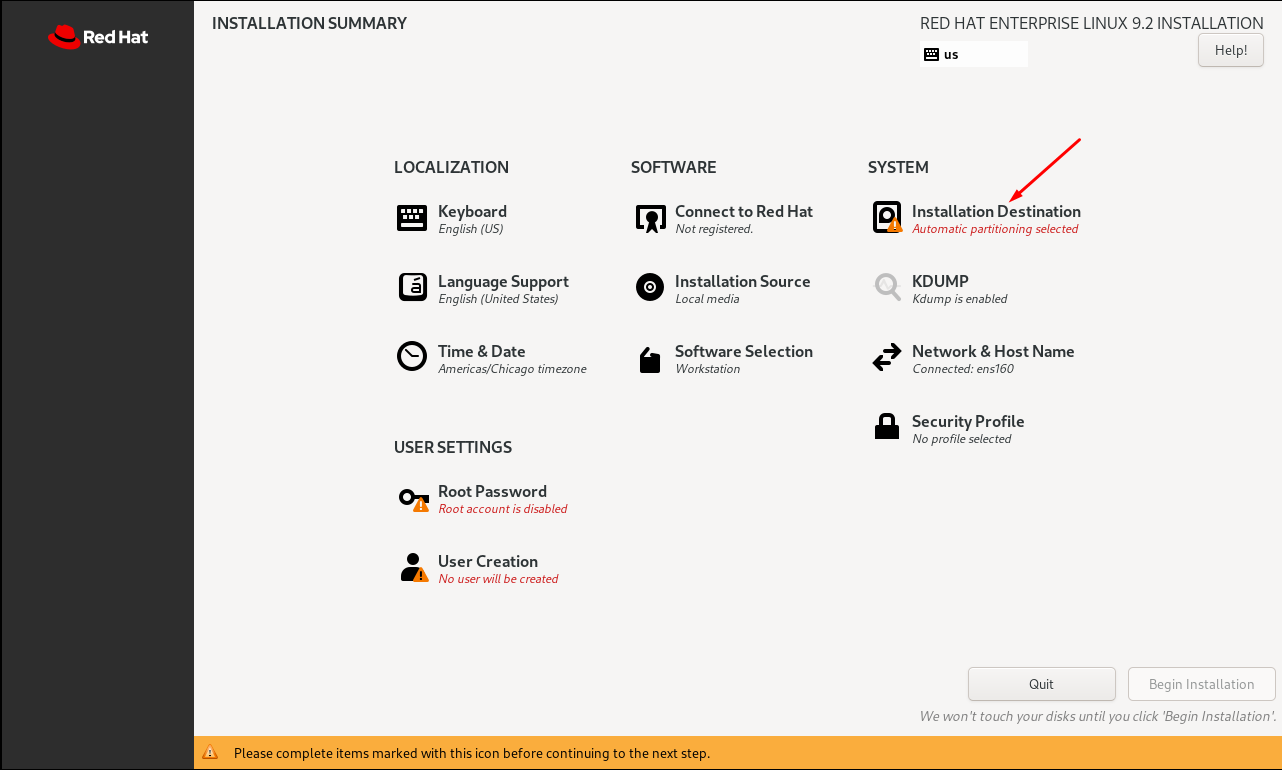 Red Hat
INSTALLATION SUMMARY
RED HAT ENTERPRISE LINUX 9.2 INSTALLATION
us
Help!
LOCALIZATION
Keyboard
English (US)
Language Support
English (United States)
Time & Date
Americas/Chicago timezone
SOFTWARE
Connect to Red Hat
Not registered.
Installation Source
Local media
Software Selection
Workstation
SYSTEM
Installation Destination
Automatic partitioning selected
KDUMP
Kdump is enabled
Network & Host Name
Connected: ens160
Security Profile
No profile selected
USER SETTINGS
Root Password
Root account is disabled
User Creation
No user will be created
Quit
Begin Installation
We won't touch your disks until you click 'Begin Installation'.
Please complete items marked with this icon before continuing to the next step.